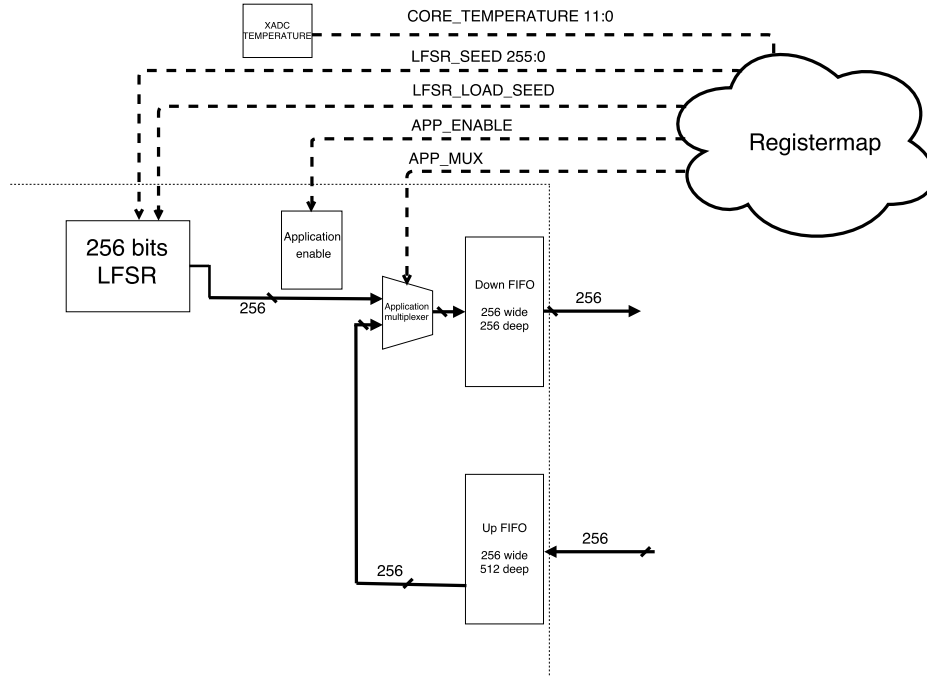 XADC
TEMPERATURE
CORE_TEMPERATURE 11:0
LFSR_SEED 255:0
LFSR_LOAD_SEED
APP_ENABLE
APP_MUX
Registermap
256 bits
LFSR
Application
enable
256
Application
multiplexer
Down FIFO
256 wide
256 deep
256
Up FIFO
256 wide
512 deep
256
256